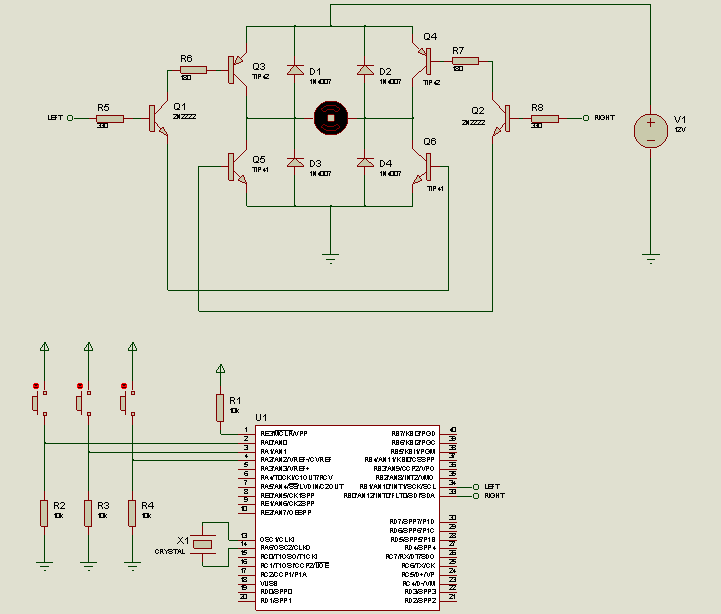 Q4
Q3
R6
180
TIP42
D1
1N4007
D2
1N4007
R7
180
TIP42
LEFT
R5
330
Q1
2N2222
Q2
2N2222
R8
330
RIGHT
V1
12V
Q5
TIP41
D3
1N4007
D4
1N4007
Q6
TIP41
R1
10k
U1
R2
10k
R3
10k
R4
10k
X1
CRYSTAL
1 RE3/MCLR/VPP
2 RA0/AN0
3 RA1/AN1
4 RA2/AN2/VREF-/CVREF
5 RA3/AN3/VREF+
6 RA4/T0CKI/C1OUT/RCV
7 RA5/AN4/SS/LVDIN/C2OUT
8 RE0/AN5/CK1SPP
9 RE1/AN6/CK2SPP
10 RE2/AN7/OESPP
13 OSC1/CLKI
14 RA6/OSC2/CLKO
15 RC0/T1OSO/T1CKI
16 RC1/T1OSI/CCP2/UOE
17 RC2/CCP1/P1A
18 VUSB
19 RD0/SPP0
20 RD1/SPP1
RB7/KBI3/PGD 40
RB6/KBI2/PGC 39
RB5/KBI1/PGM 38
RB4/AN11/KBI0/CSSPP 37
RB3/AN9/CCP2/VPO 36
RB2/AN8/INT2/VMO 35
RB1/AN10/INT1/SCK/SCL 34 LEFT
RB0/AN12/INT0/FLT0/SDI/SDA 33 RIGHT
RD7/SPP7/P1D 30
RD6/SPP6/P1C 29
RD5/SPP5/P1B 28
RD4/SPP4 27
RC7/RX/DT/SDO 26
RC6/TX/CK 25
RC5/D+/VP 24
RC4/D-/VM 23
RD3/SPP3 22
RD2/SPP2 21